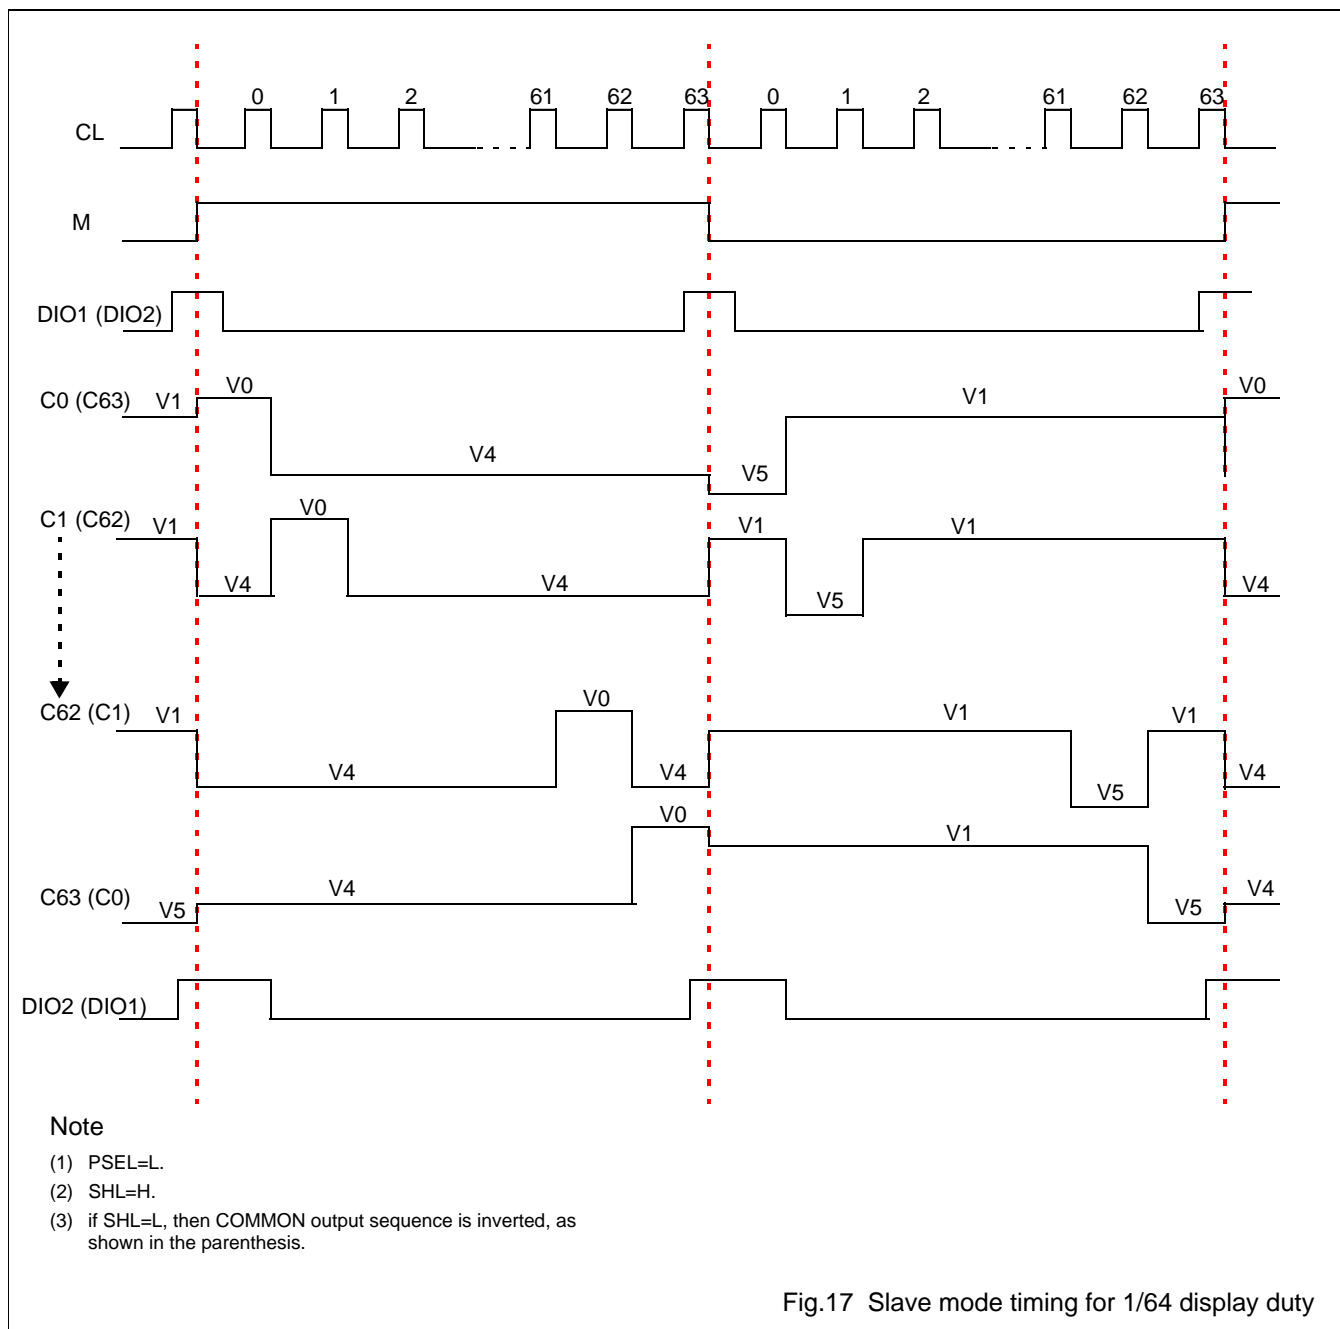 0 1 2 61 62 63 0 1 2 61 62 63
CL
M
DIO1 (DIO2)
C0 (C63) V1 V0 V4 V5 V1 V0
C1 (C62) V1 V4 V0 V4 V1 V5 V1 V4
C62 (C1) V1 V4 V0 V4 V1 V5 V1 V4
C63 (C0) V5 V4 V0 V1 V5 V4
DIO2 (DIO1)
Note
(1) PSEL=L.
(2) SHL=H.
(3) if SHL=L, then COMMON output sequence is inverted, as
shown in the parenthesis.
Fig.17 Slave mode timing for 1/64 display duty